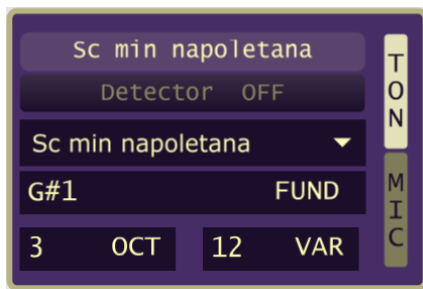 Sc min napoletana
Detector OFF
Sc min napoletana
G#1 FUND
3 OCT 12 VAR
TON
MIC